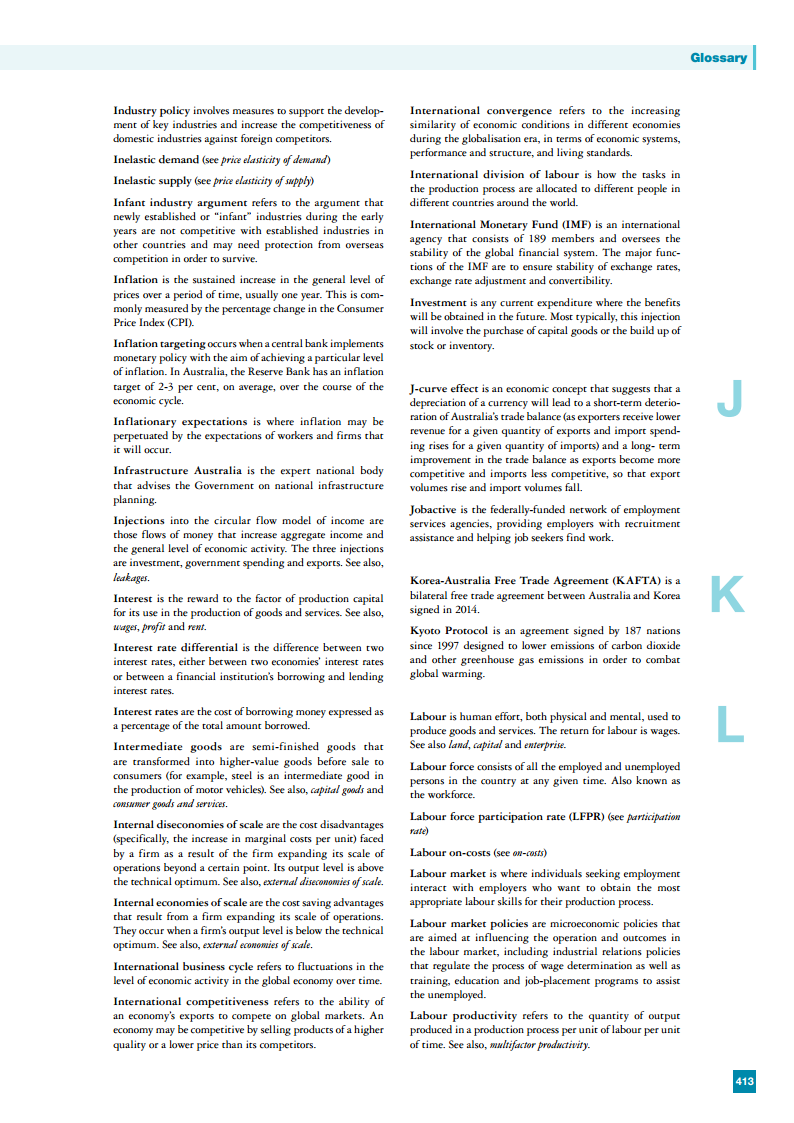 Glossary
Industry policy involves measures to support the develop-
ment of key industries and increase the competitiveness of
domestic industries against foreign competitors.
Inelastic demand (see price elasticity of demand)
Inelastic supply (see price elasticity of supply)
Infant industry argument refers to the argument that
newly established or “infant” industries during the early
years are not competitive with established industries in
other countries and may need protection from overseas
competition in order to survive.
Inflation is the sustained increase in the general level of
prices over a period of time, usually one year. This is com-
monly measured by the percentage change in the Consumer
Price Index (CPI).
Inflation targeting occurs when a central bank implements
monetary policy with the aim of achieving a particular level
of inflation. In Australia, the Reserve Bank has an inflation
target of 2-3 per cent, on average, over the course of the
economic cycle.
Inflationary expectations is where inflation may be
perpetuated by the expectations of workers and firms that
it will occur.
Infrastructure Australia is the expert national body
that advises the Government on national infrastructure
planning.
Injections into the circular flow model of income are
those flows of money that increase aggregate income and
the general level of economic activity. The three injections
are investment, government spending and exports. See also,
leakages.
Interest is the reward to the factor of production capital
for its use in the production of goods and services. See also,
wages, profit and rent.
Interest rate differential is the difference between two
interest rates, either between two economies’ interest rates
or between a financial institution’s borrowing and lending
interest rates.
Interest rates are the cost of borrowing money expressed as
a percentage of the total amount borrowed.
Intermediate goods are semi-finished goods that
are transformed into higher-value goods before sale to
consumers (for example, steel is an intermediate good in
the production of motor vehicles). See also, capital goods and
consumer goods and services.
Internal diseconomies of scale are the cost disadvantages
(specifically, the increase in marginal costs per unit) faced
by a firm as a result of the firm expanding its scale of
operations beyond a certain point. Its output level is above
the technical optimum. See also, external diseconomies of scale.
Internal economies of scale are the cost saving advantages
that result from a firm expanding its scale of operations.
They occur when a firm’s output level is below the technical
optimum. See also, external economies of scale.
International business cycle refers to fluctuations in the
level of economic activity in the global economy over time.
International competitiveness refers to the ability of
an economy’s exports to compete on global markets. An
economy may be competitive by selling products of a higher
quality or a lower price than its competitors.
International convergence refers to the increasing
similarity of economic conditions in different economies
during the globalisation era, in terms of economic systems,
performance and structure, and living standards.
International division of labour is how the tasks in
the production process are allocated to different people in
different countries around the world.
International Monetary Fund (IMF) is an international
agency that consists of 189 members and oversees the
stability of the global financial system. The major func-
tions of the IMF are to ensure stability of exchange rates,
exchange rate adjustment and convertibility.
Investment is any current expenditure where the benefits
will be obtained in the future. Most typically, this injection
will involve the purchase of capital goods or the build up of
stock or inventory.
J
J-curve effect is an economic concept that suggests that a
depreciation of a currency will lead to a short-term deterio-
ration of Australia’s trade balance (as exporters receive lower
revenue for a given quantity of exports and import spend-
ing rises for a given quantity of imports) and a long- term
improvement in the trade balance as exports become more
competitive and imports less competitive, so that export
volumes rise and import volumes fall.
Jobactive is the federally-funded network of employment
services agencies, providing employers with recruitment
assistance and helping job seekers find work.
K
Korea-Australia Free Trade Agreement (KAFTA) is a
bilateral free trade agreement between Australia and Korea
signed in 2014.
Kyoto Protocol is an agreement signed by 187 nations
since 1997 designed to lower emissions of carbon dioxide
and other greenhouse gas emissions in order to combat
global warming.
L
Labour is human effort, both physical and mental, used to
produce goods and services. The return for labour is wages.
See also land, capital and enterprise.
Labour force consists of all the employed and unemployed
persons in the country at any given time. Also known as
the workforce.
Labour force participation rate (LFPR) (see participation
rate)
Labour on-costs (see on-costs)
Labour market is where individuals seeking employment
interact with employers who want to obtain the most
appropriate labour skills for their production process.
Labour market policies are microeconomic policies that
are aimed at influencing the operation and outcomes in
the labour market, including industrial relations policies
that regulate the process of wage determination as well as
training, education and job-placement programs to assist
the unemployed.
Labour productivity refers to the quantity of output
produced in a production process per unit of labour per unit
of time. See also, multifactor productivity.
413